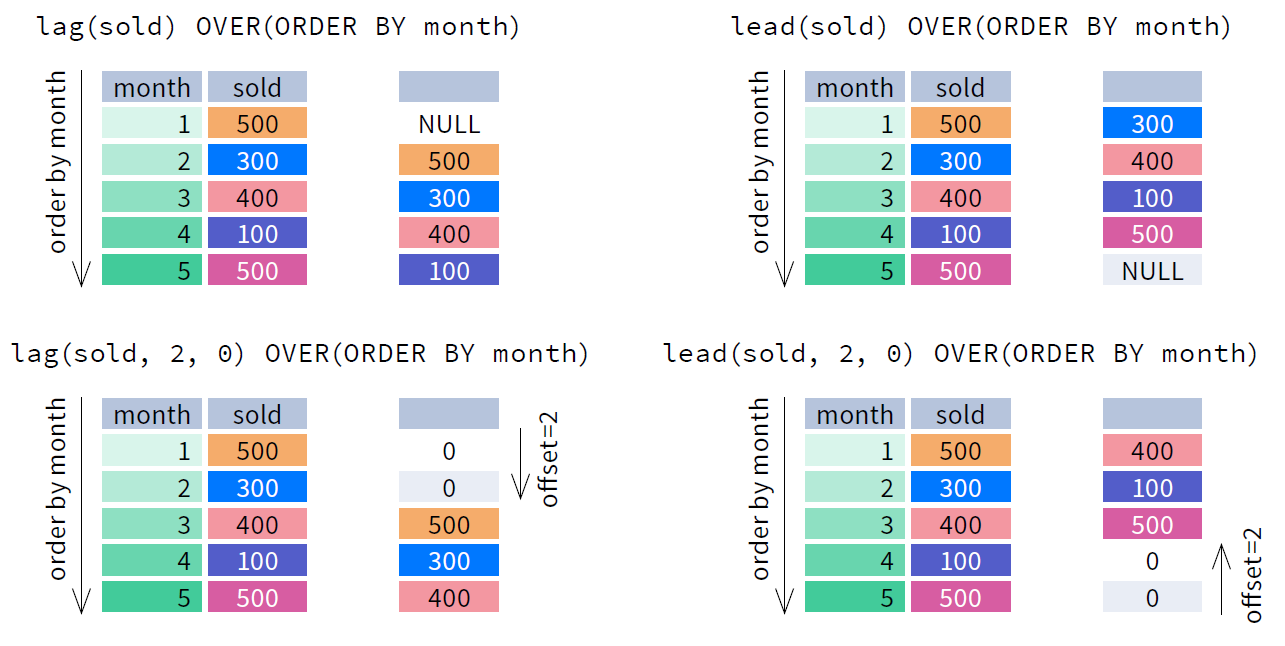 lag(sold) OVER(ORDER BY month)
order by month
month sold
1 500 NULL
2 300 500
3 400 300
4 100 400
5 500 100
lead(sold) OVER(ORDER BY month)
order by month
month sold
1 500 300
2 300 400
3 400 100
4 100 500
5 500 NULL
lag(sold, 2, 0) OVER(ORDER BY month)
order by month
month sold
1 500 0
2 300 0
3 400 500
4 100 300
5 500 400
offset=2
lead(sold, 2, 0) OVER(ORDER BY month)
order by month
month sold
1 500 400
2 300 100
3 400 500
4 100 0
5 500 0
offset=2